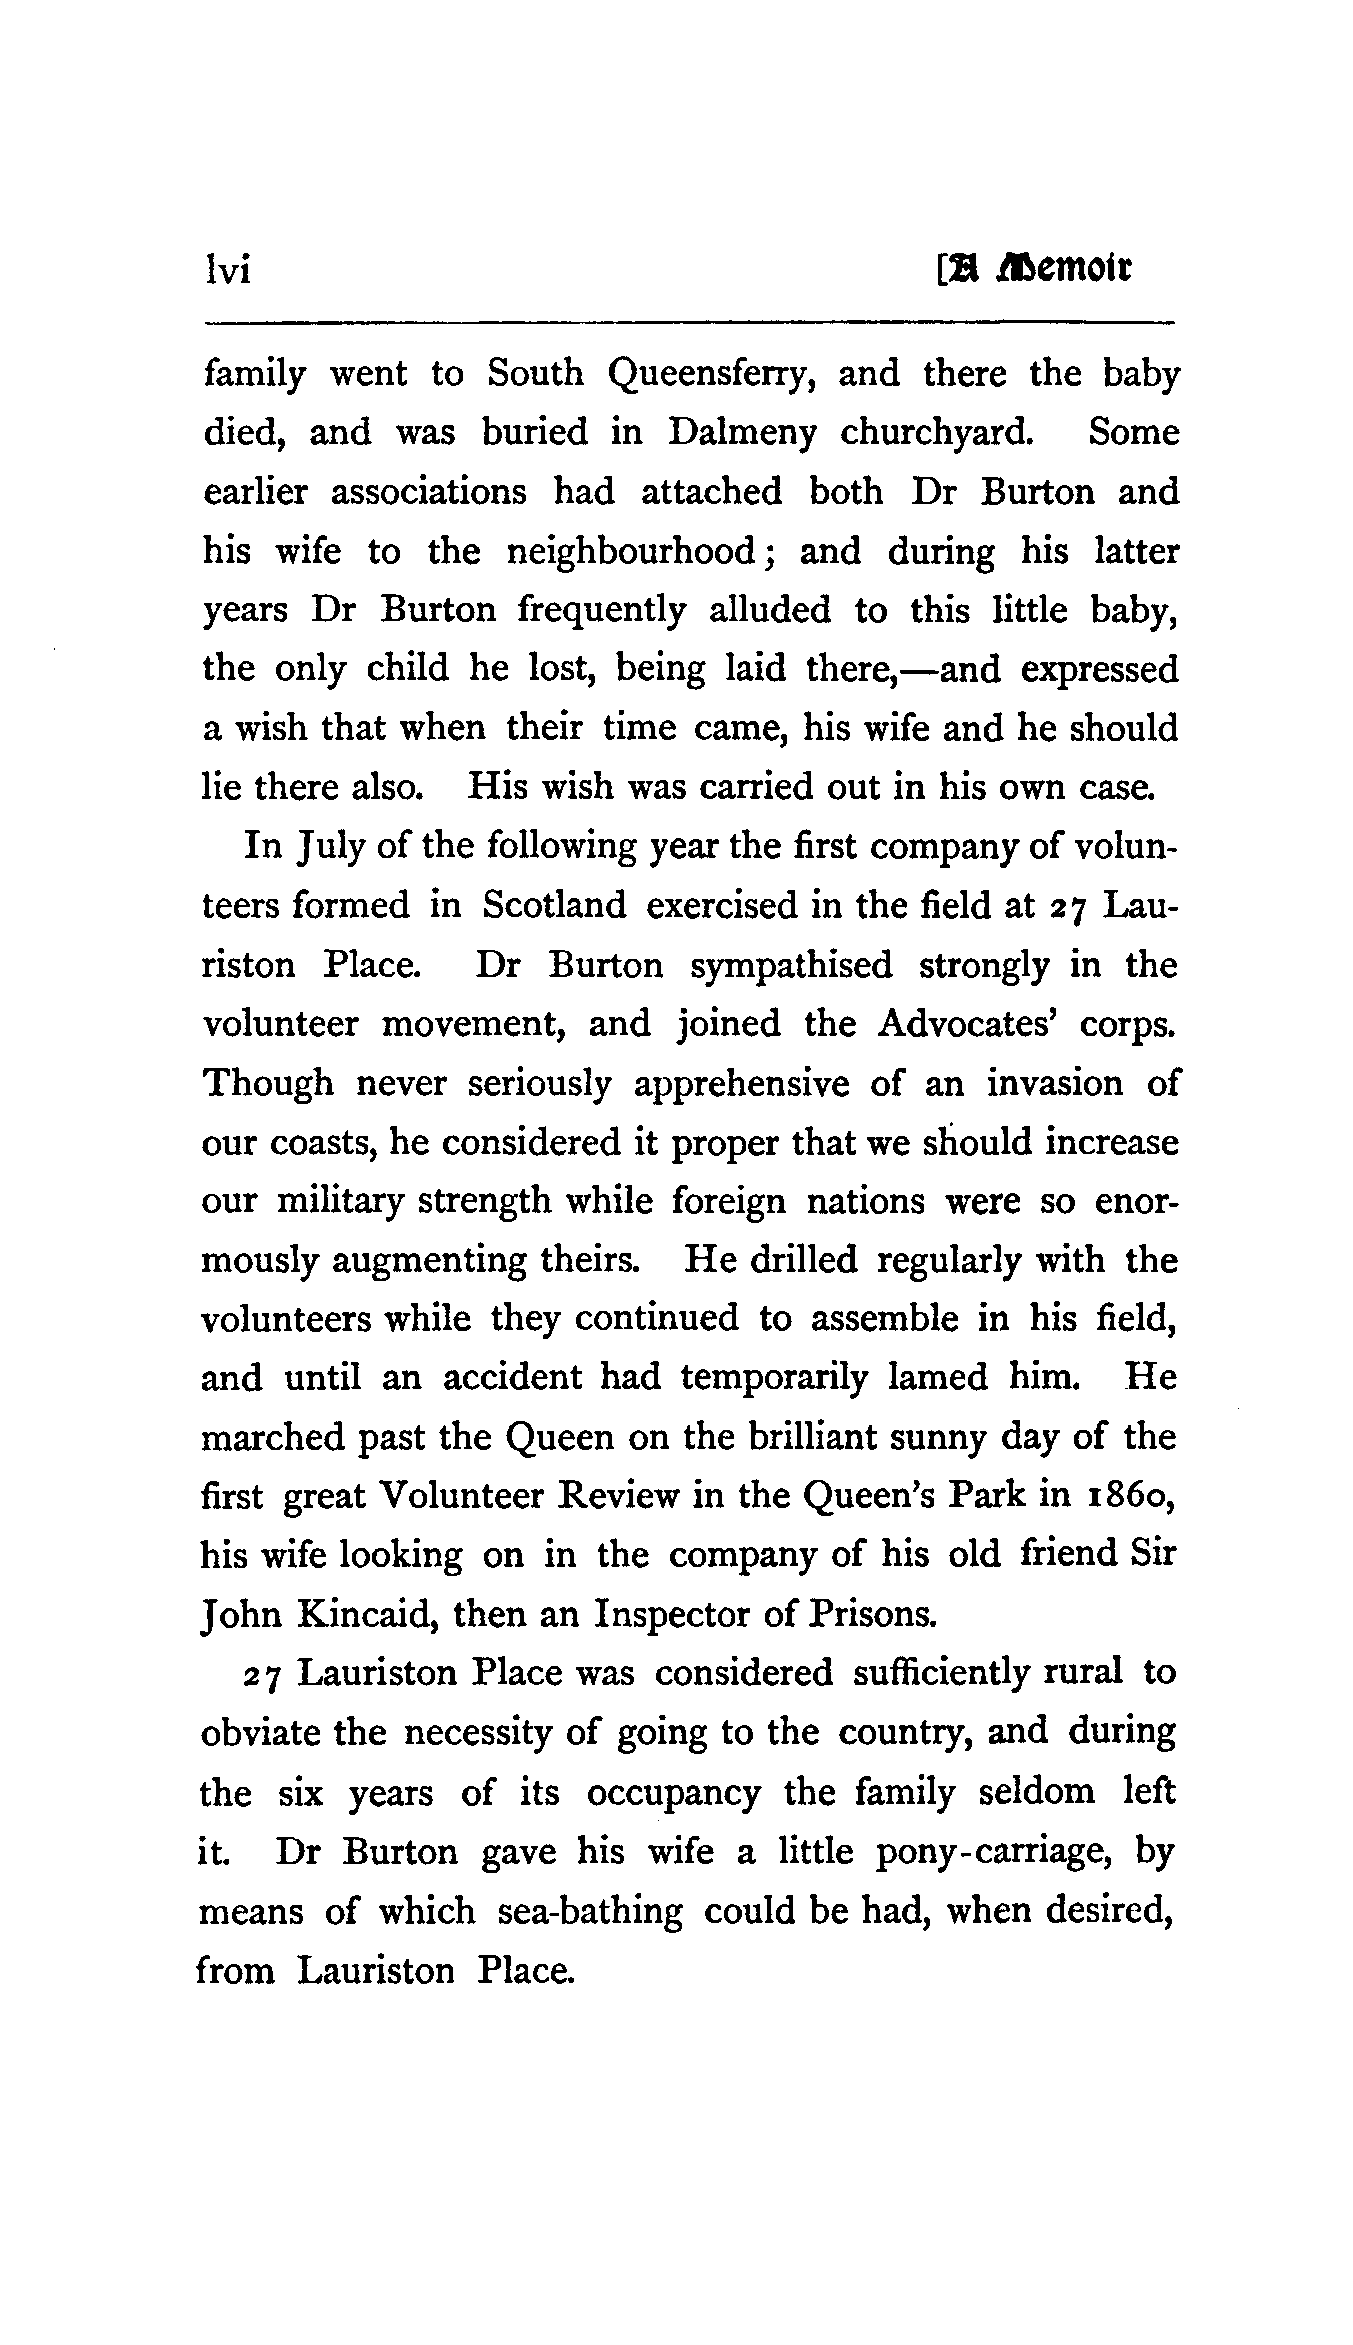 lvi [A Memoir
family went to South Queensferry, and there the baby
died, and was buried in Dalmeny churchyard. Some
earlier associations had attached both Dr Burton and
his wife to the neighbourhood; and during his latter
years Dr Burton frequently alluded to this little baby,
the only child he lost, being laid there,—and expressed
a wish that when their time came, his wife and he should
lie there also. His wish was carried out in his own case.
In July of the following year the first company of volun-
teers formed in Scotland exercised in the field at 27 Lau-
riston Place. Dr Burton sympathised strongly in the
volunteer movement, and joined the Advocates' corps.
Though never seriously apprehensive of an invasion of
our coasts, he considered it proper that we should increase
our military strength while foreign nations were so enor-
mously augmenting theirs. He drilled regularly with the
volunteers while they continued to assemble in his field,
and until an accident had temporarily lamed him. He
marched past the Queen on the brilliant sunny day of the
first great Volunteer Review in the Queen's Park in 1860,
his wife looking on in the company of his old friend Sir
John Kincaid, then an Inspector of Prisons.
27 Lauriston Place was considered sufficiently rural to
obviate the necessity of going to the country, and during
the six years of its occupancy the family seldom left
it. Dr Burton gave his wife a little pony-carriage, by
means of which sea-bathing could be had, when desired,
from Lauriston Place.